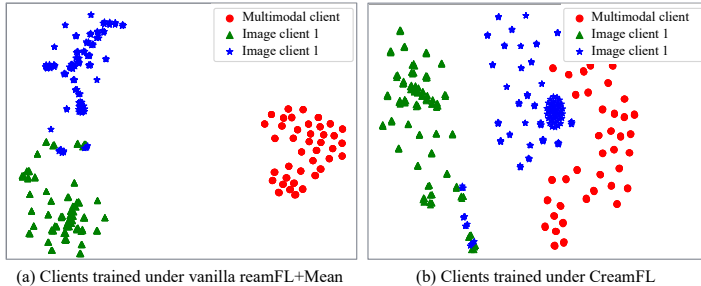 Multimodal client
Image client 1
Image client 1
Multimodal client
Image client 1
Image client 1
(a) Clients trained under vanilla reamFL+Mean
(b) Clients trained under CreamFL